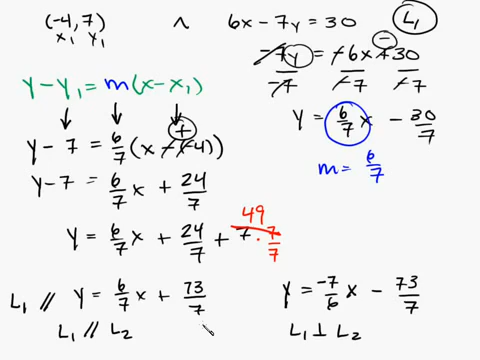 (-4, 7) ^ 6x - 7y = 30 L₁
x₁ y₁
-7y/-7 = -6x/-7 + 30/-7
-
y - y₁ = m(x - x₁)
y = 6/7 x - 30/7
m = 6/7
+
y - 7 = 6/7 (x - (-4))
y - 7 = 6/7 x + 24/7
49
y = 6/7 x + 24/7 + 7 · 7/7
L₁ // y = 6/7 x + 73/7
y = -7/6 x - 73/7
L₁ // L₂
L₁ ⊥ L₂